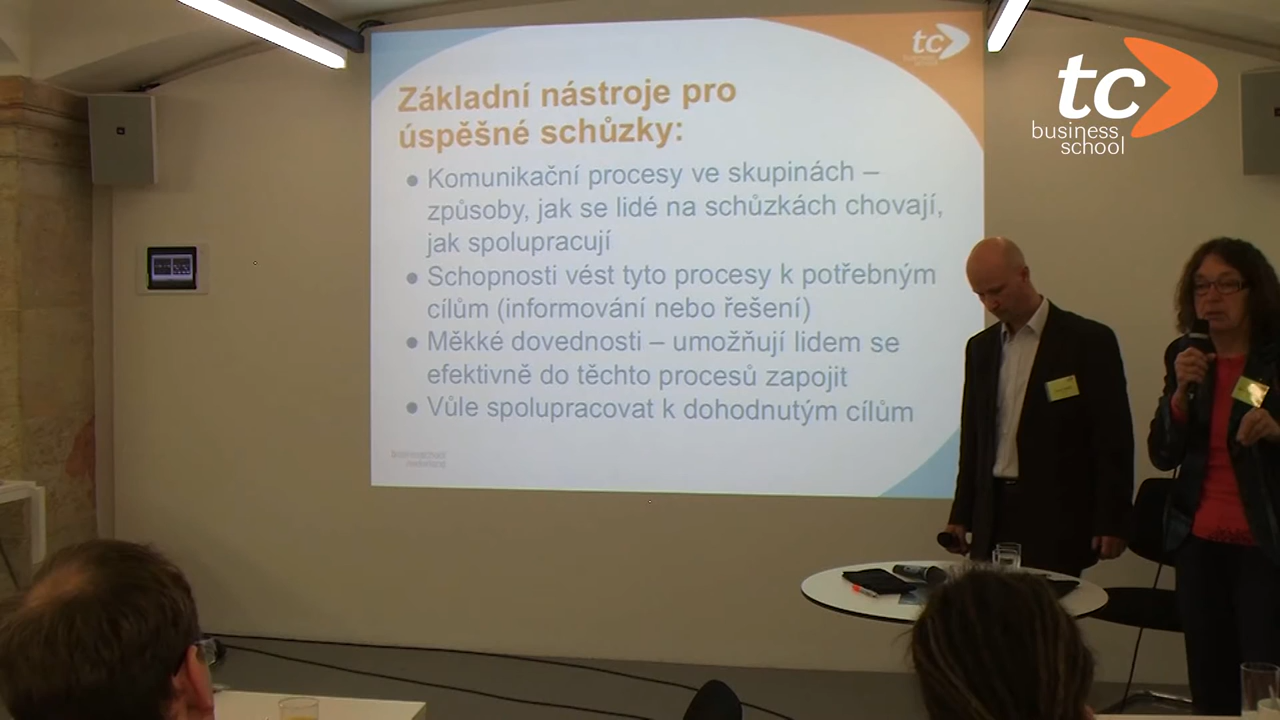 tc
Základní nástroje pro
úspěšné schůzky:
● Komunikační procesy ve skupinách –
způsoby, jak se lidé na schůzkách chovají,
jak spolupracují
● Schopnosti vést tyto procesy k potřebným
cílům (informování nebo řešení)
● Měkké dovednosti – umožňují lidem se
efektivně do těchto procesů zapojit
● Vůle spolupracovat k dohodnutým cílům
tc
business
school